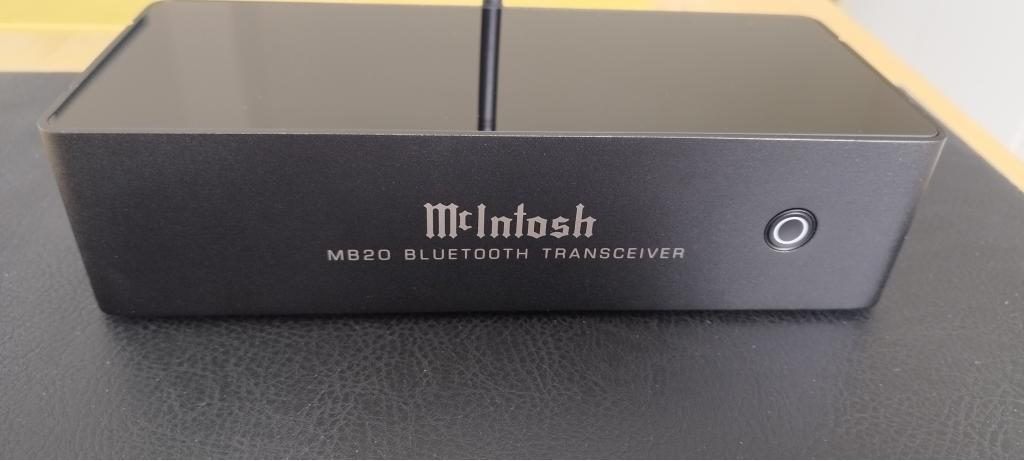 McIntosh
MB20 BLUETOOTH TRANSCEIVER